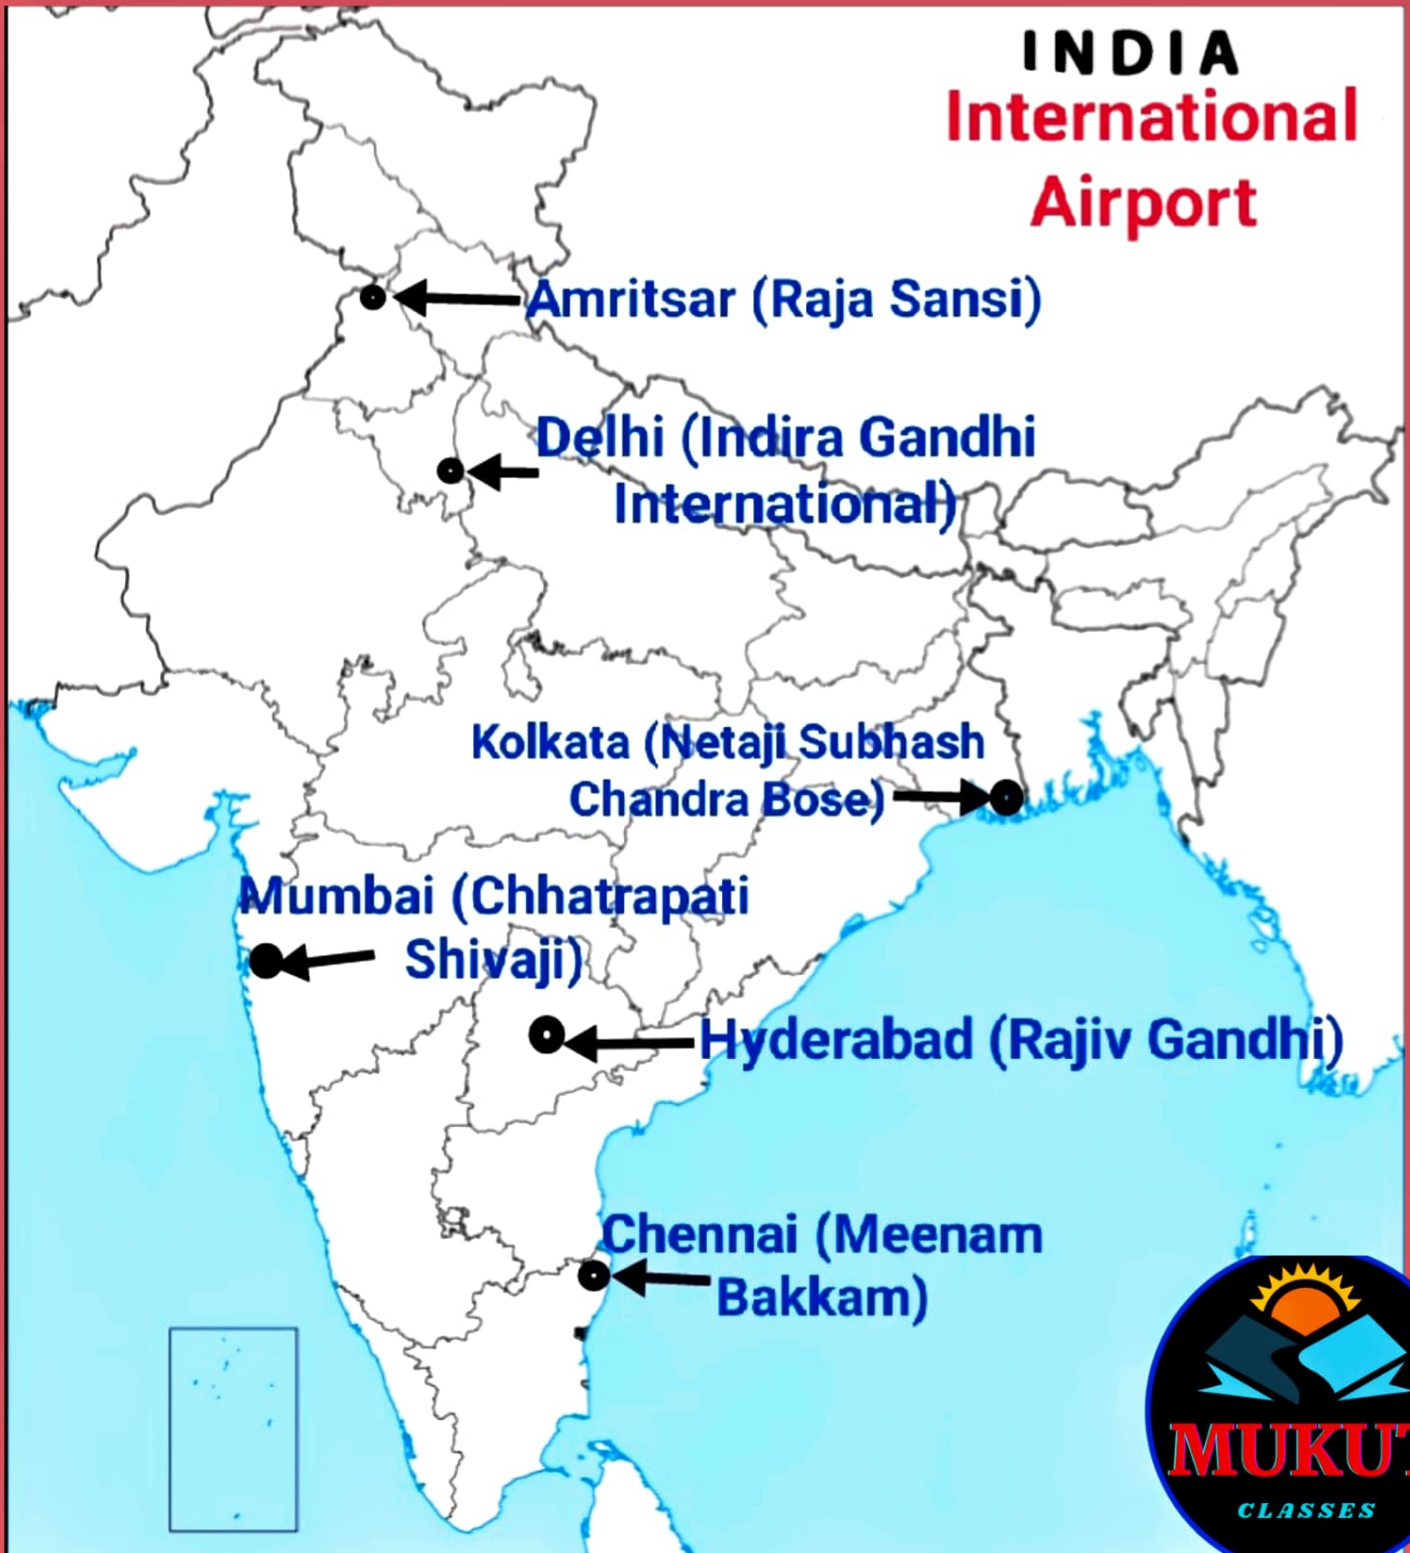 INDIA
International
Airport
Amritsar (Raja Sansi)
Delhi (Indira Gandhi
International)
Kolkata (Netaji Subhash
Chandra Bose)
Mumbai (Chhatrapati
Shivaji)
Hyderabad (Rajiv Gandhi)
Chennai (Meenam
Bakkam)
MUKUT
CLASSES